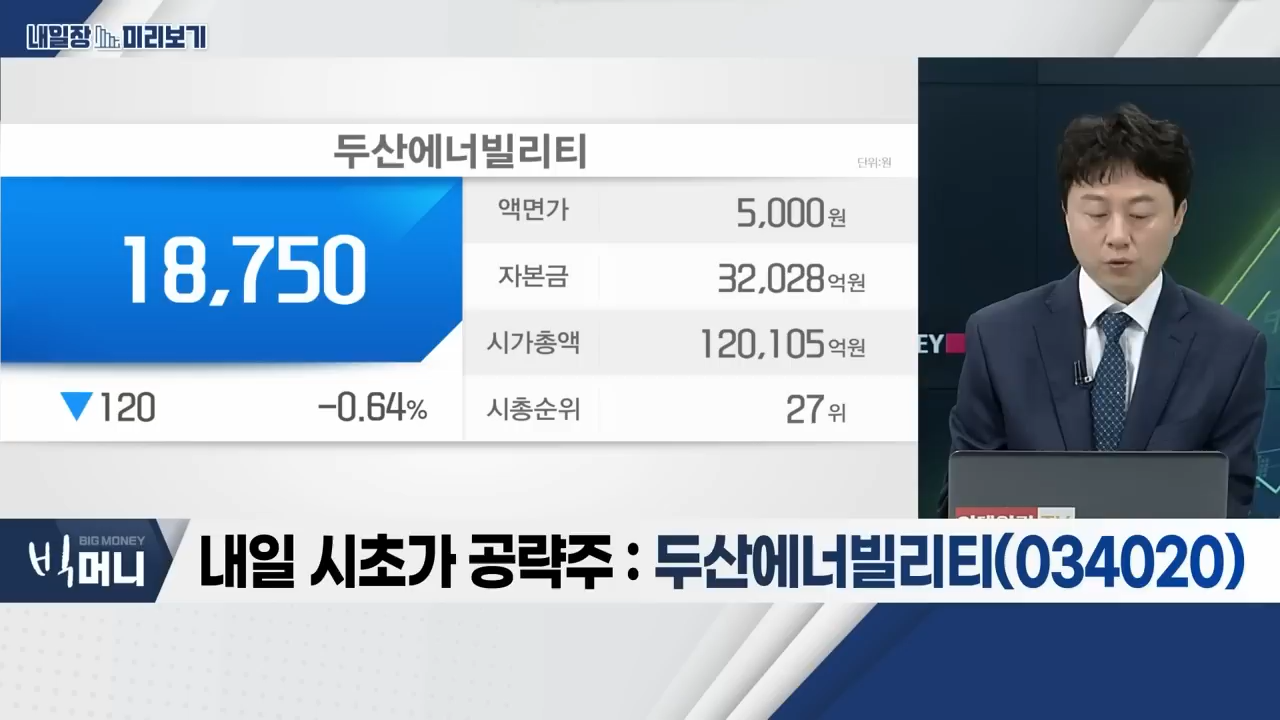 내일장 미리보기
두산에너빌리티
단위:원
18,750
▼120 -0.64%
액면가 5,000원
자본금 32,028억원
시가총액 120,105억원
시총순위 27위
EY
BIG MONEY
빅머니
내일 시초가 공략주 : 두산에너빌리티(034020)